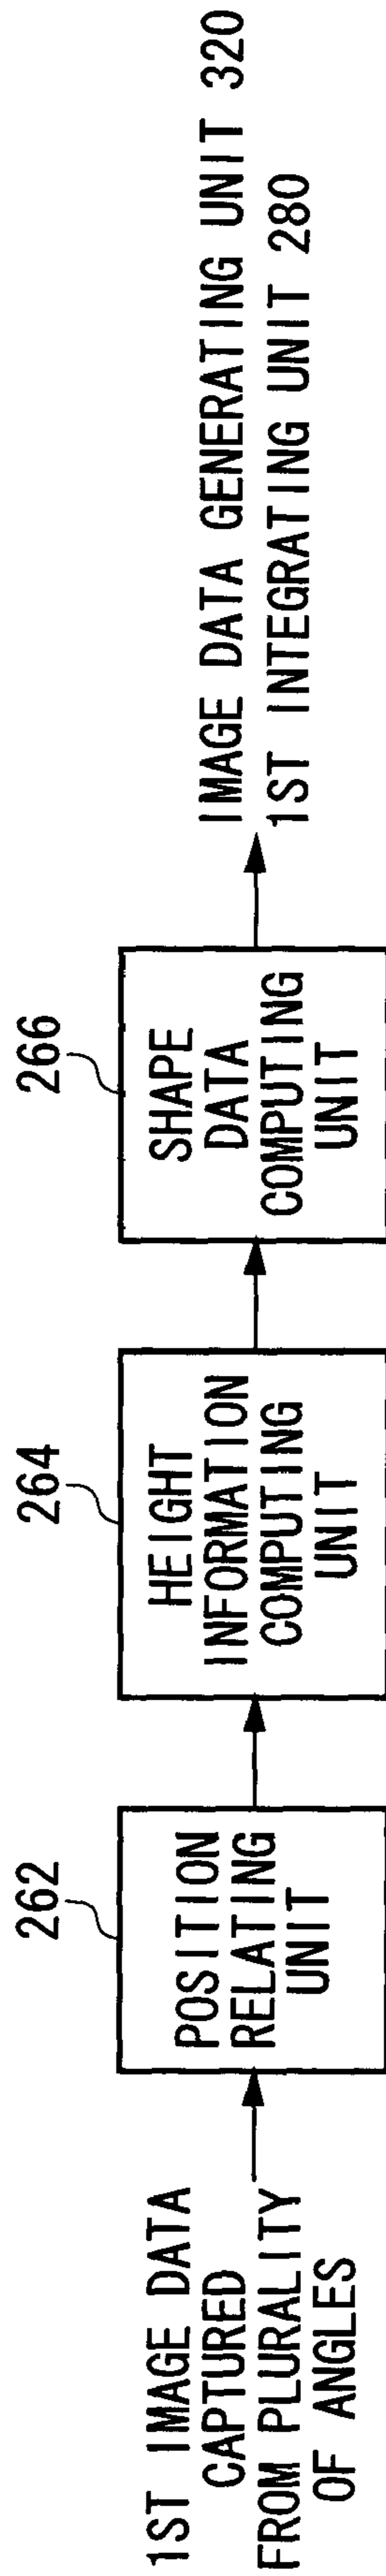 1ST IMAGE DATA
CAPTURED
FROM PLURALITY
OF ANGLES
262
POSITION
RELATING
UNIT
264
HEIGHT
INFORMATION
COMPUTING
UNIT
266
SHAPE
DATA
COMPUTING
UNIT
IMAGE DATA GENERATING UNIT 320
1ST INTEGRATING UNIT 280